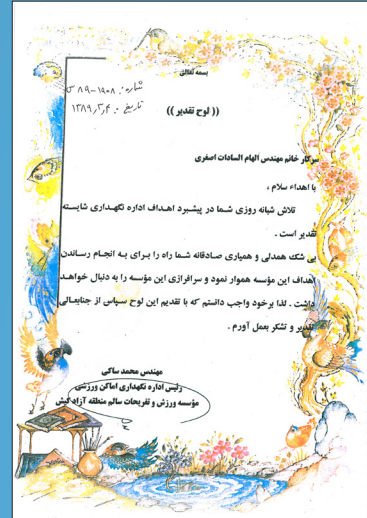 بسمه تعالی
شماره: ۱۹۰۸-۸۹ س
تاریخ: ۱۳۸۹٫۲٫۴
(( لوح تقدیر ))
سرکار خانم مهندس الهام السادات اصغری
با اهداء سلام ،
تلاش شبانه روزی شما در پیشبرد اهداف اداره نگهداری شایسته
تقدیر است .
بی شک همدلی و همیاری صادقانه شما راه را برای به انجام رساندن
اهداف این مؤسسه هموار نمود و سرافرازی این مؤسسه را به دنبال خواهد
داشت . لذا برخود واجب دانستم که با تقدیم این لوح سپاس از جنابعالی
تقدیر و تشکر بعمل آورم .
مهندس محمد ساکی
رئیس اداره نگهداری اماکن ورزشی
مؤسسه ورزش و تفریحات سالم منطقه آزاد کیش